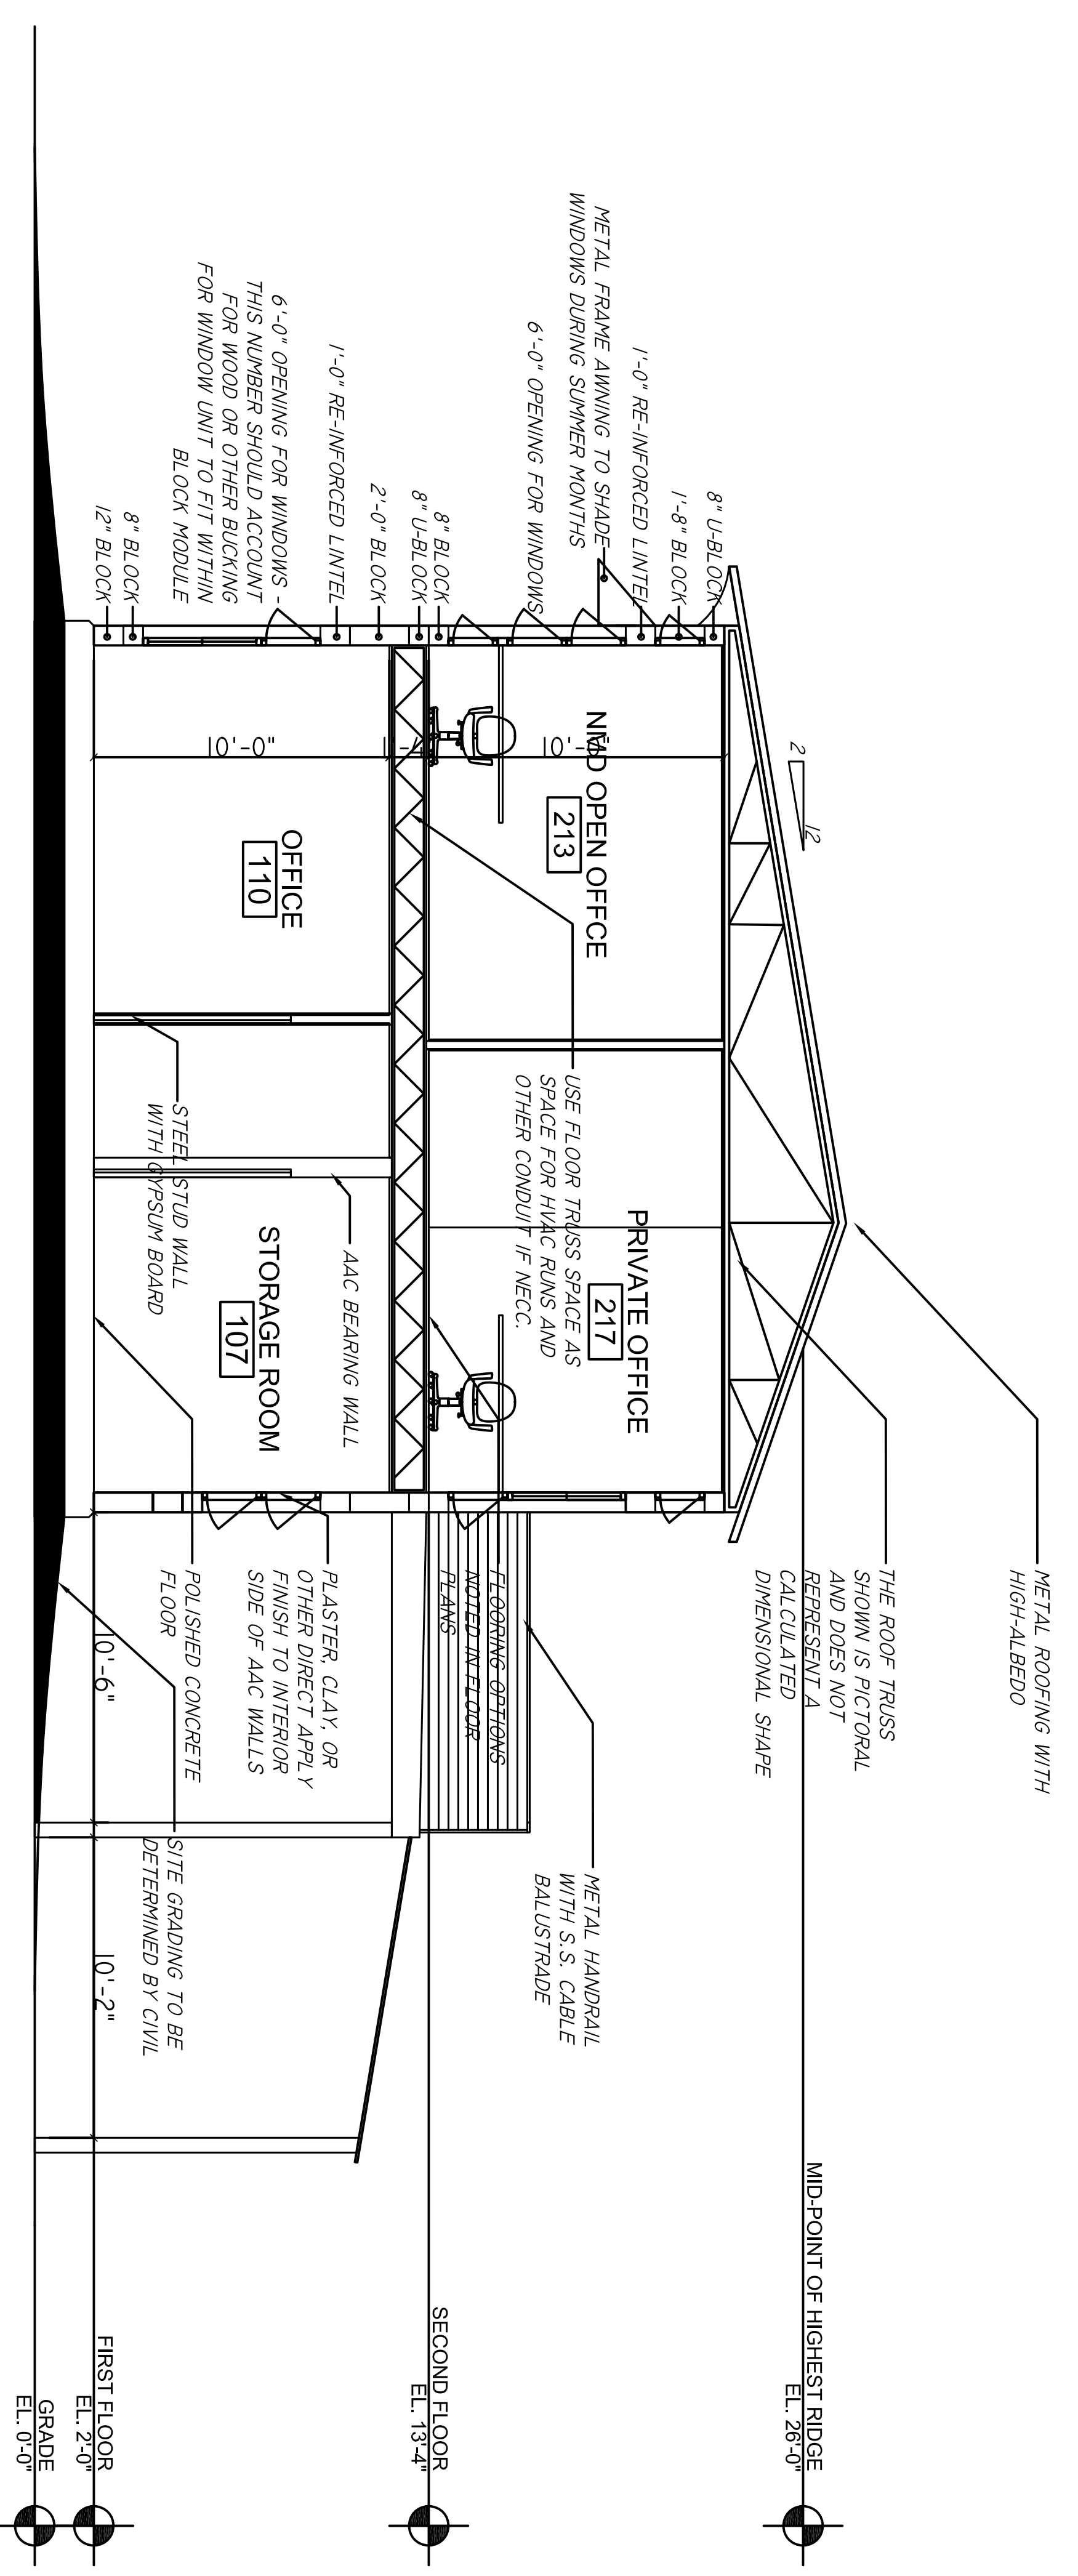 METAL ROOFING WITH
HIGH-ALBEDO
THE ROOF TRUSS
SHOWN IS PICTORAL
AND DOES NOT
REPRESENT A
CALCULATED
DIMENSIONAL SHAPE
2
12
MID-POINT OF HIGHEST RIDGE
EL. 26'-0"
8" U-BLOCK
1'-8" BLOCK
1'-0" RE-INFORCED LINTEL
METAL FRAME AWNING TO SHADE
WINDOWS DURING SUMMER MONTHS
6'-0" OPENING FOR WINDOWS
8" BLOCK
8" U-BLOCK
2'-0" BLOCK
1'-0" RE-INFORCED LINTEL
6'-0" OPENING FOR WINDOWS -
THIS NUMBER SHOULD ACCOUNT
FOR WOOD OR OTHER BUCKING
FOR WINDOW UNIT TO FIT WITHIN
BLOCK MODULE
8" BLOCK
12" BLOCK
NMD OPEN OFFCE
213
10'-0"
PRIVATE OFFICE
217
USE FLOOR TRUSS SPACE AS
SPACE FOR HVAC RUNS AND
OTHER CONDUIT IF NECC.
METAL HANDRAIL
WITH S.S. CABLE
BALUSTRADE
FLOORING OPTIONS
NOTED IN FLOOR
PLANS
SECOND FLOOR
EL. 13'-4"
OFFICE
110
10'-0"
AAC BEARING WALL
STORAGE ROOM
107
STEEL STUD WALL
WITH GYPSUM BOARD
PLASTER, CLAY, OR
OTHER DIRECT APPLY
FINISH TO INTERIOR
SIDE OF AAC WALLS
POLISHED CONCRETE
FLOOR
SITE GRADING TO BE
DETERMINED BY CIVIL
10'-6"
10'-2"
FIRST FLOOR
EL. 2'-0"
GRADE
EL. 0'-0"